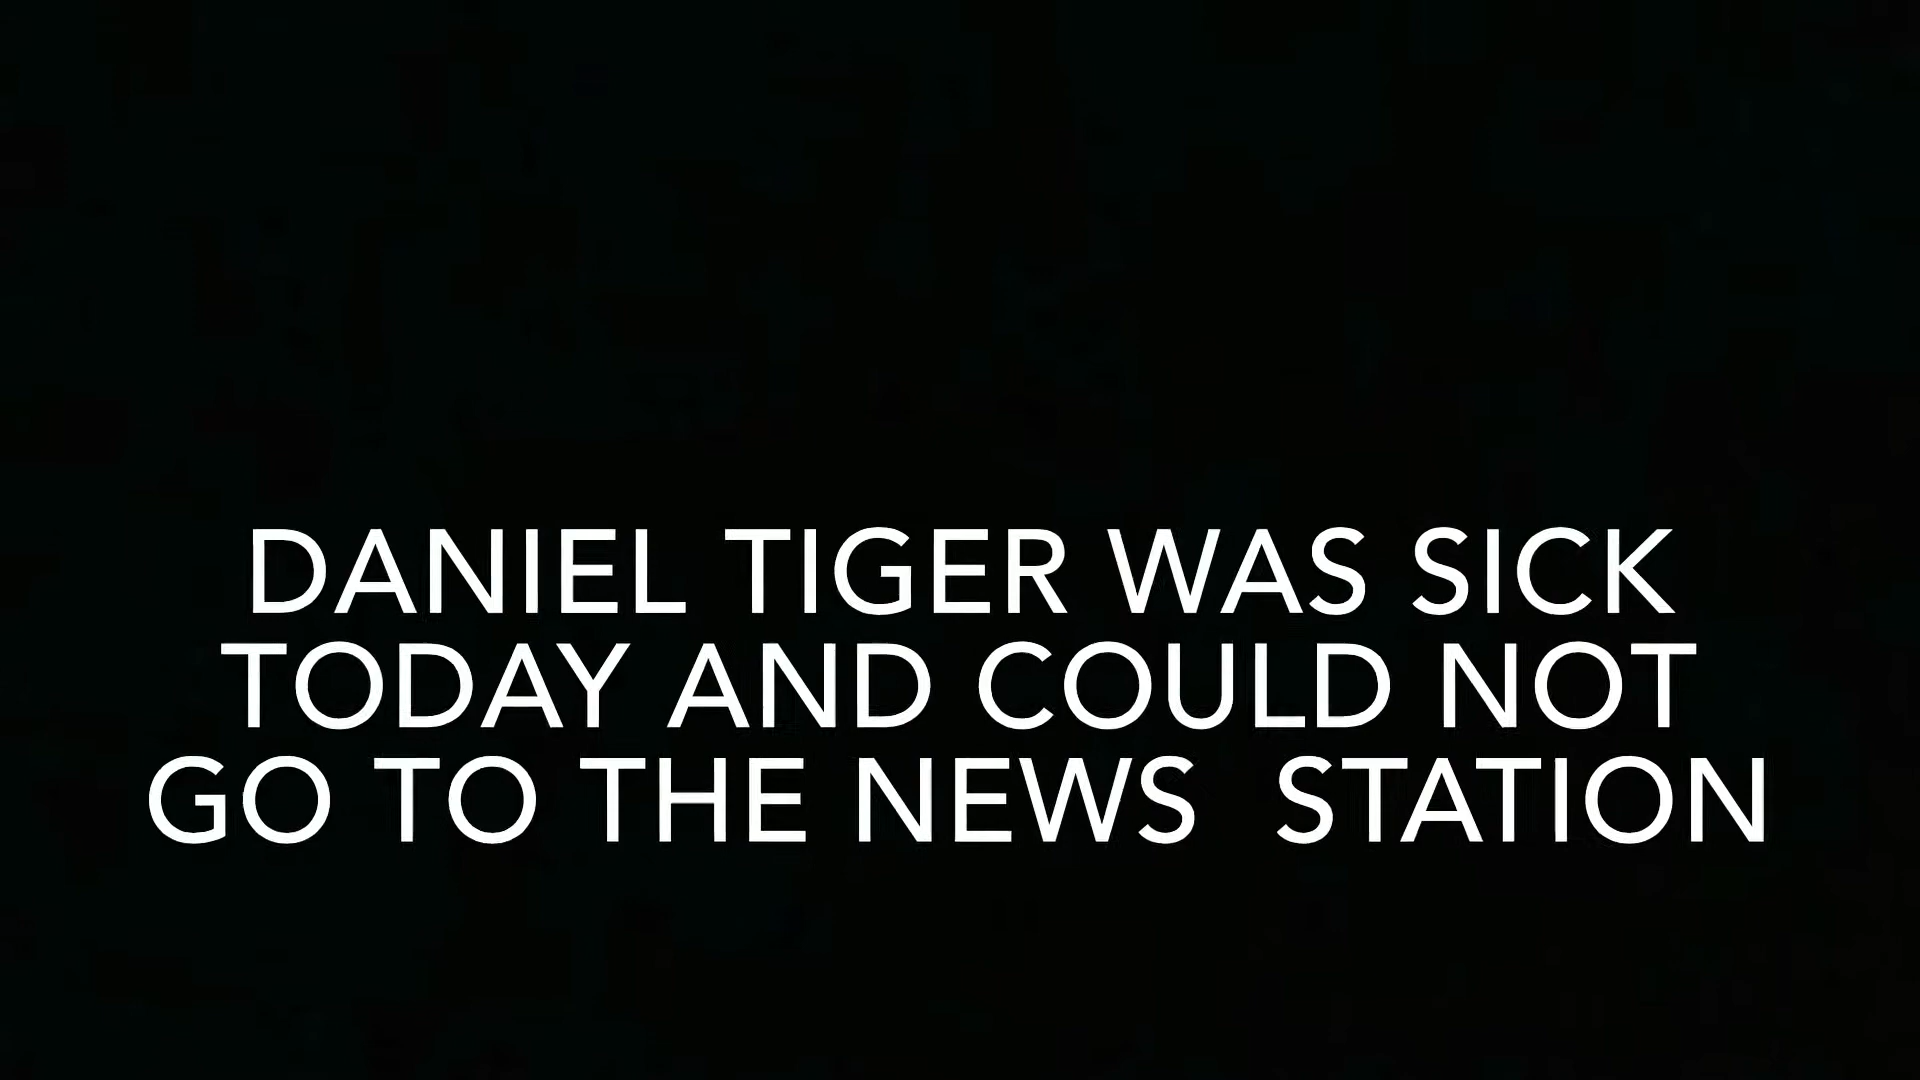 DANIEL TIGER WAS SICK
TODAY AND COULD NOT
GO TO THE NEWS  STATION